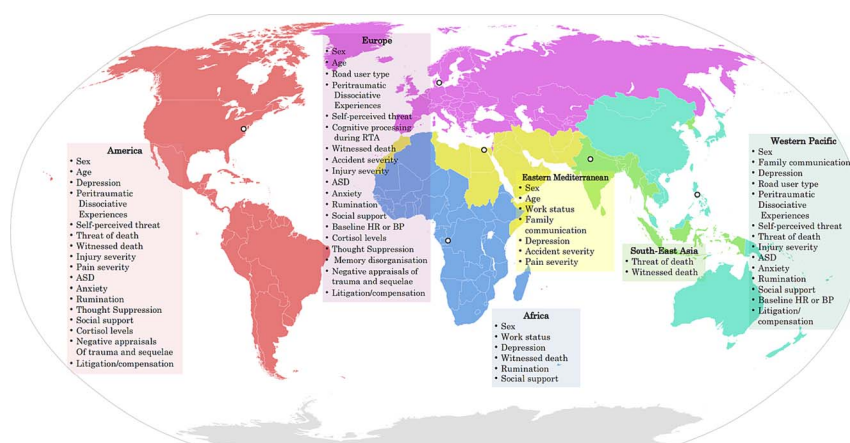 Europe
• Sex
• Age
• Road user type
• Peritraumatic
Dissociative
Experiences
• Self-perceived threat
• Cognitive processing
during RTA
• Witnessed death
• Accident severity
• Injury severity
• ASD
• Anxiety
• Rumination
• Social support
• Baseline HR or BP
• Cortisol levels
• Thought Suppression
• Memory disorganisation
• Negative appraisals of
trauma and sequelae
• Litigation/compensation
America
• Sex
• Age
• Depression
• Peritraumatic
Dissociative
Experiences
• Self-perceived threat
• Threat of death
• Witnessed death
• Injury severity
• Pain severity
• ASD
• Anxiety
• Rumination
• Thought Suppression
• Social support
• Cortisol levels
• Negative Appraisals
Of trauma and sequelae
• Litigation/compensation
Eastern Mediterranean
• Sex
• Age
• Work status
• Family
communication
• Depression
• Accident severity
• Pain severity
Africa
• Sex
• Work status
• Depression
• Witnessed death
• Rumination
• Social support
South-East Asia
• Threat of death
• Witnessed death
Western Pacific
• Sex
• Family communication
• Depression
• Road user type
• Peritraumatic
Dissociative
Experiences
• Self-perceived threat
• Threat of death
• Injury severity
• ASD
• Anxiety
• Rumination
• Social support
• Baseline HR or BP
• Litigation/
compensation